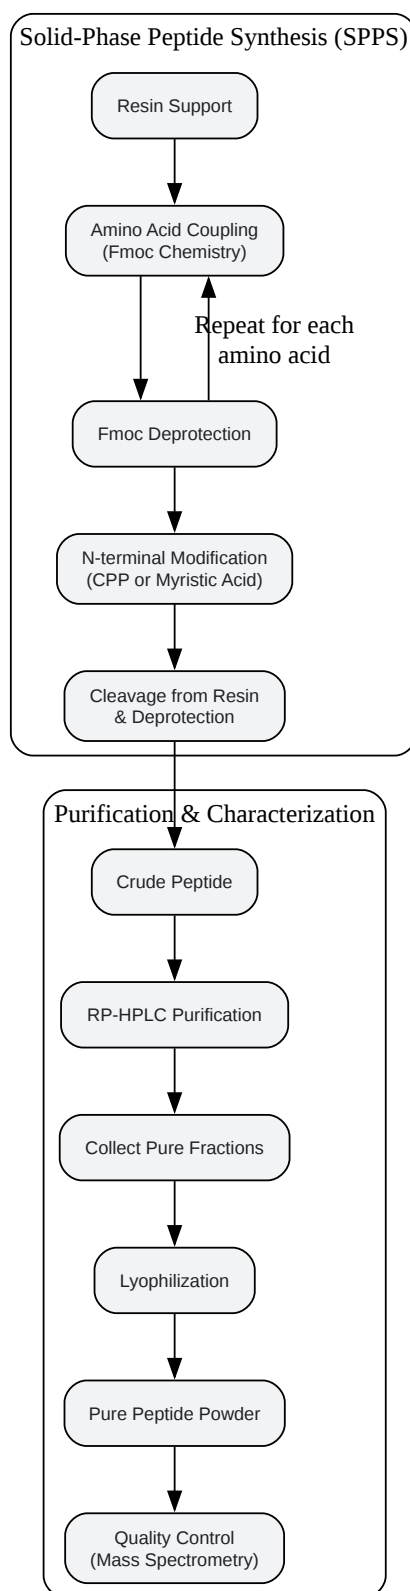 Solid-Phase Peptide Synthesis (SPPS)
Resin Support
Amino Acid Coupling
(Fmoc Chemistry)
Repeat for each
amino acid
Fmoc Deprotection
N-terminal Modification
(CPP or Myristic Acid)
Cleavage from Resin
& Deprotection
Purification & Characterization
Crude Peptide
RP-HPLC Purification
Collect Pure Fractions
Lyophilization
Pure Peptide Powder
Quality Control
(Mass Spectrometry)